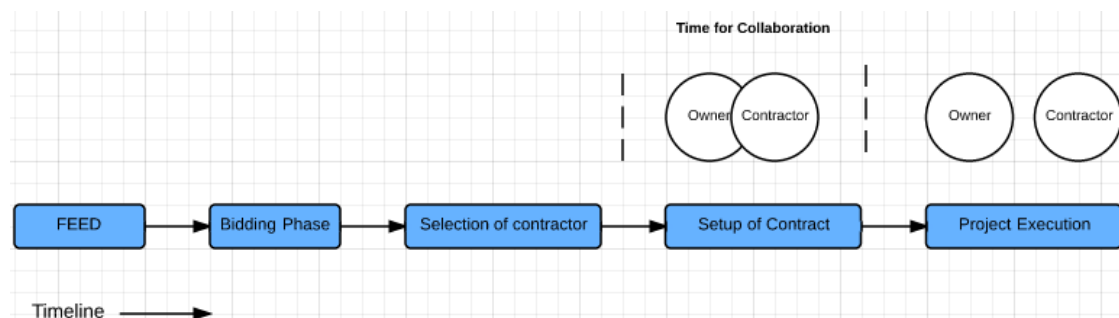 Time for Collaboration
Owner
Contractor
Owner
Contractor
FEED
Bidding Phase
Selection of contractor
Setup of Contract
Project Execution
Timeline